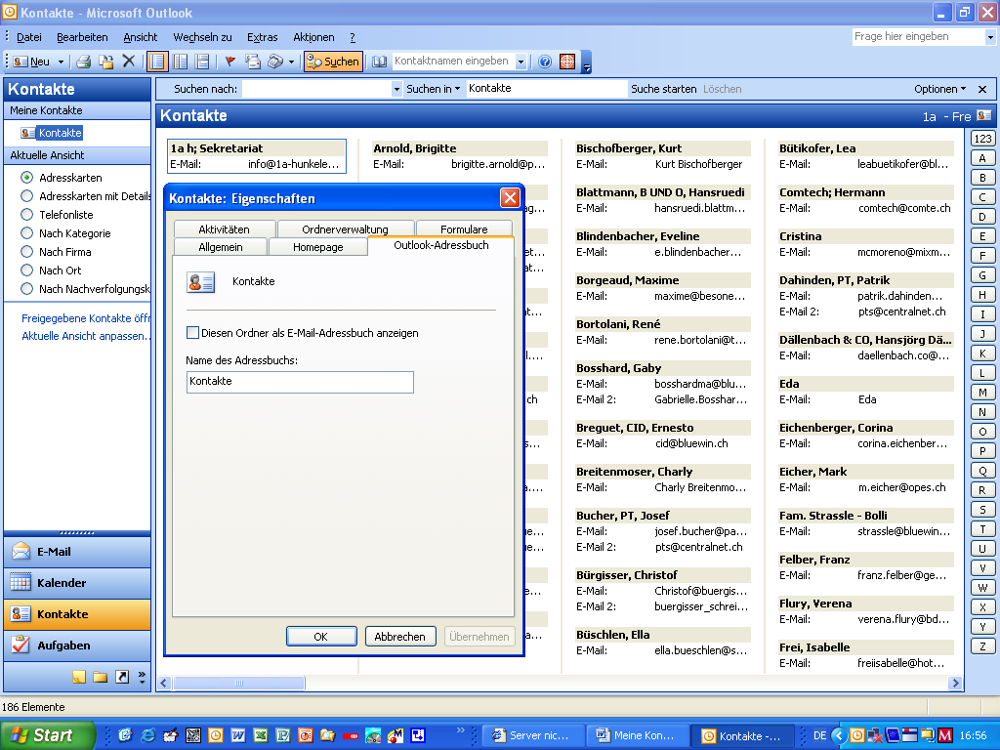 Kontakte - Microsoft Outlook
Datei Bearbeiten Ansicht Wechseln zu Extras Aktionen ?
Frage hier eingeben
Neu Suchen Kontaktnamen eingeben
Kontakte
Meine Kontakte
Kontakte
Aktuelle Ansicht
Adresskarten
Adresskarten mit Details
Telefonliste
Nach Kategorie
Nach Firma
Nach Ort
Nach Nachverfolgungsk
Freigegebene Kontakte öffn
Aktuelle Ansicht anpassen...
E-Mail
Kalender
Kontakte
Aufgaben
Suchen nach: Suchen in Kontakte Suche starten Löschen Optionen
Kontakte 1a - Fre
1a h; Sekretariat
E-Mail: info@1a-hunkele...
Arnold, Brigitte
E-Mail: brigitte.arnold@p...
Bischofberger, Kurt
E-Mail: Kurt Bischofberger
Blattmann, B UND O, Hansruedi
E-Mail: hansruedi.blattm...
Blindenbacher, Eveline
E-Mail: e.blindenbacher...
Borgeaud, Maxime
E-Mail: maxime@besone...
Bortolani, René
E-Mail: rene.bortolani@t...
Bosshard, Gaby
E-Mail: bosshardma@blu...
E-Mail 2: Gabrielle.Bosshar...
Breguet, CID, Ernesto
E-Mail: cid@bluewin.ch
Breitenmoser, Charly
E-Mail: Charly Breitenmo...
Bucher, PT, Josef
E-Mail: josef.bucher@pa...
E-Mail 2: pts@centralnet.ch
Bürgisser, Christof
E-Mail: Christof@buergis...
E-Mail 2: buergisser_schrei...
Büschlen, Ella
E-Mail: ella.bueschlen@s...
Bütikofer, Lea
E-Mail: leabuetikofer@bl...
Comtech; Hermann
E-Mail: comtech@comte.ch
Cristina
E-Mail: mcmoreno@mixm...
Dahinden, PT, Patrik
E-Mail: patrik.dahinden...
E-Mail 2: pts@centralnet.ch
Dällenbach & CO, Hansjörg Dä...
E-Mail: daellenbach.co@...
Eda
E-Mail: Eda
Eichenberger, Corina
E-Mail: corina.eichenber...
Eicher, Mark
E-Mail: m.eicher@opes.ch
Fam. Strassle - Bolli
E-Mail: strassle@bluewin...
Felber, Franz
E-Mail: franz.felber@ge...
Flury, Verena
E-Mail: verena.flury@bd...
Frei, Isabelle
E-Mail: freiisabelle@hot...
123
A
B
C
D
E
F
G
H
I
J
K
L
M
N
O
P
Q
R
S
T
U
V
W
X
Y
Z
Kontakte: Eigenschaften
Aktivitäten Ordnerverwaltung Formulare
Allgemein Homepage Outlook-Adressbuch
Kontakte
Diesen Ordner als E-Mail-Adressbuch anzeigen
Name des Adressbuchs:
Kontakte
OK Abbrechen Übernehmen
186 Elemente
Start Server nic... Meine Kon... Kontakte -... DE 16:56